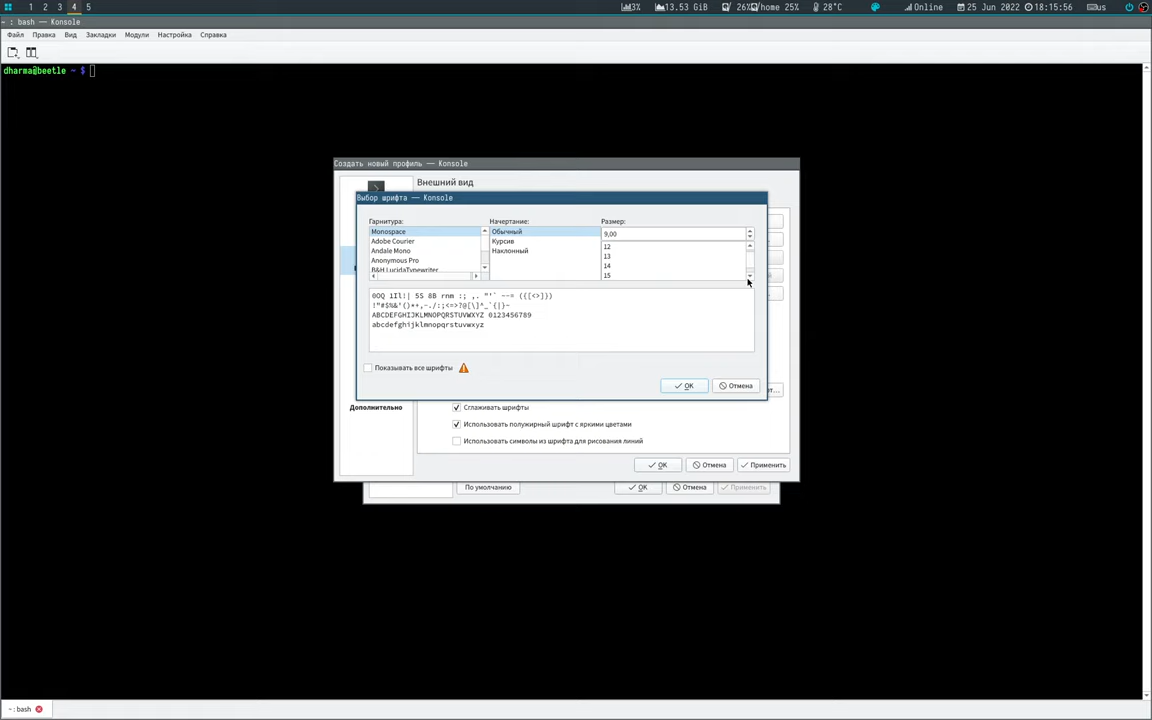 1 2 3 4 5
3% 13.53 GiB 26% /home 25% 28°C Online 25 Jun 2022 18:15:56 us
~ : bash — Konsole
Файл Правка Вид Закладки Модули Настройка Справка
dharma@beetle ~ $
Создать новый профиль — Konsole
Внешний вид
Выбор шрифта — Konsole
Гарнитура: Начертание: Размер:
Monospace Обычный 9,00
Adobe Courier Курсив 12
Andale Mono Наклонный 13
Anonymous Pro 14
B&H LucidaTypewriter 15
ABCDEFGHIJKLMNOPQRSTUVWXYZ 0123456789
abcdefghijklmnopqrstuvwxyz
Показывать все шрифты
OK Отмена
Дополнительно
Сглаживать шрифты
Использовать полужирный шрифт с яркими цветами
Использовать символы из шрифта для рисования линий
OK Отмена Применить
По умолчанию OK Отмена Применить
~ : bash